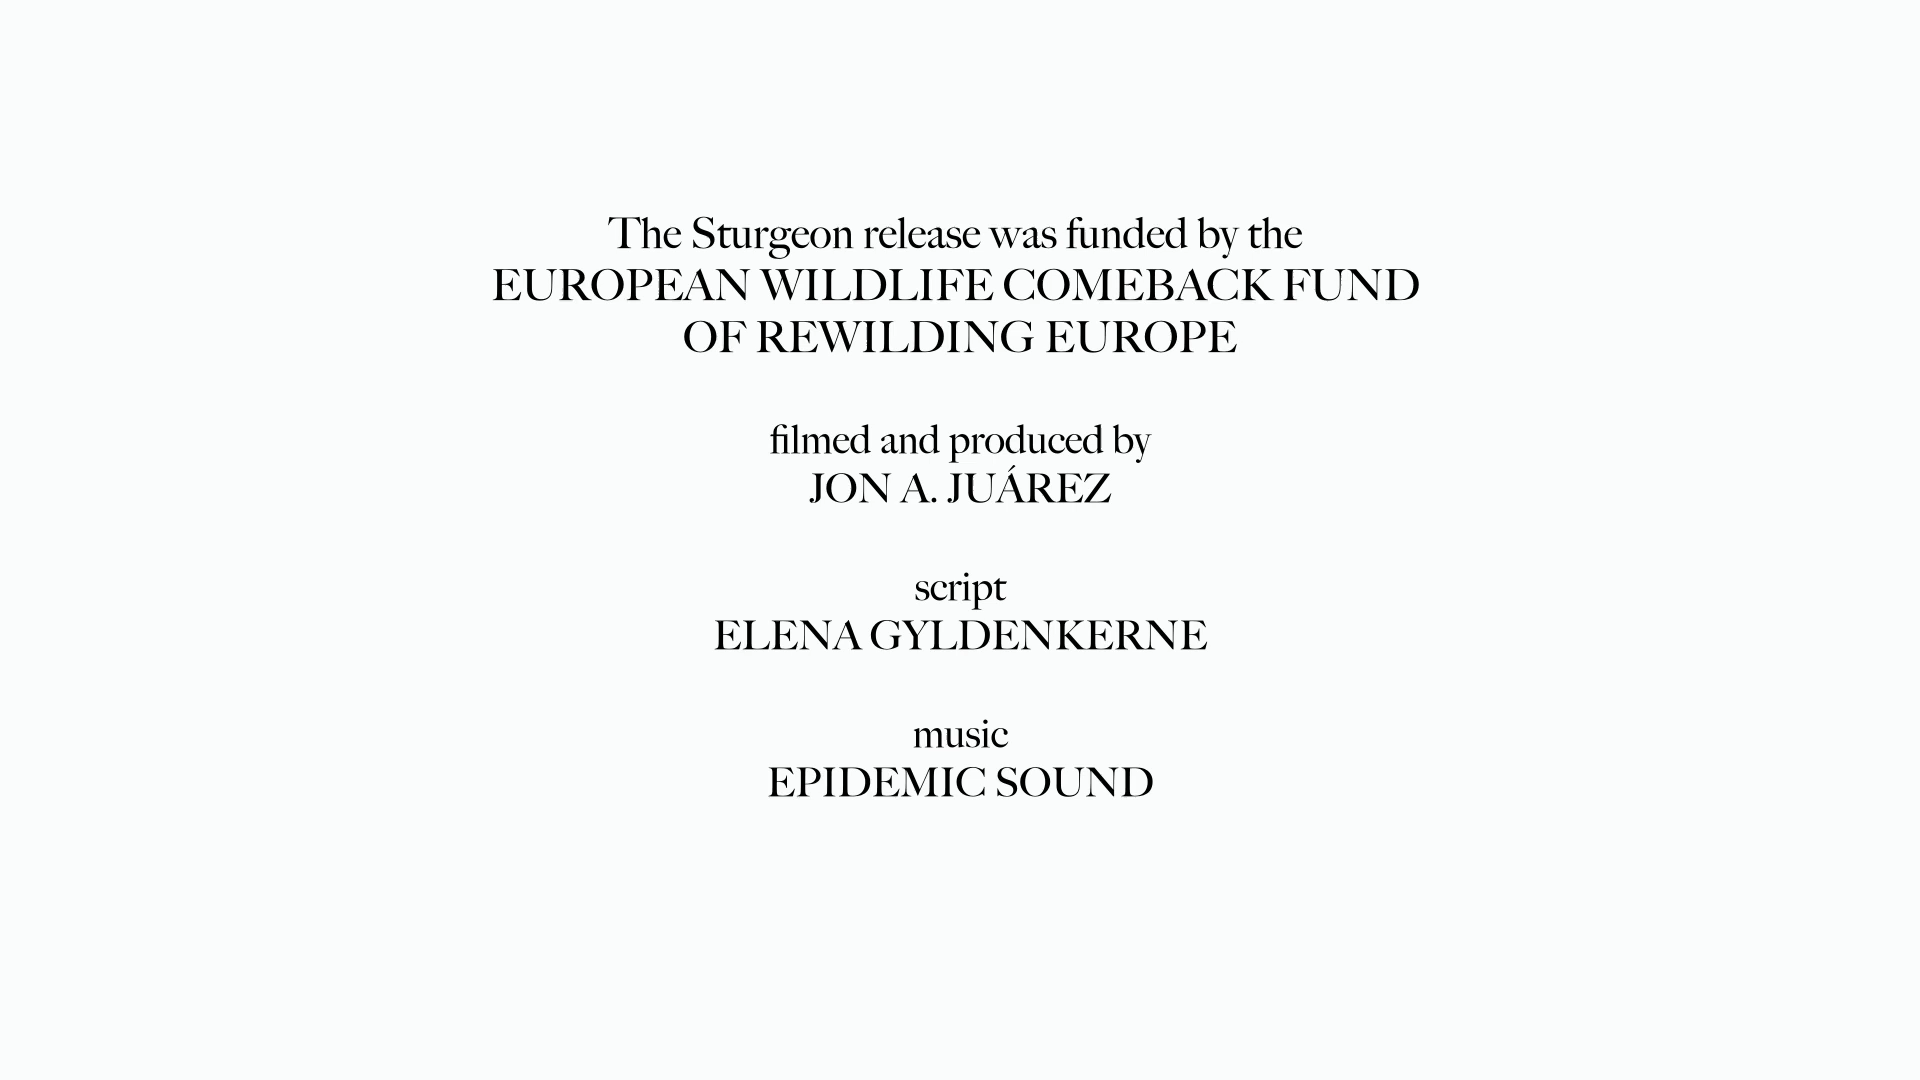 The Sturgeon release was funded by the
EUROPEAN WILDLIFE COMEBACK FUND
OF REWILDING EUROPE
filmed and produced by
JON A. JUÁREZ
script
ELENA GYLDENKERNE
music
EPIDEMIC SOUND